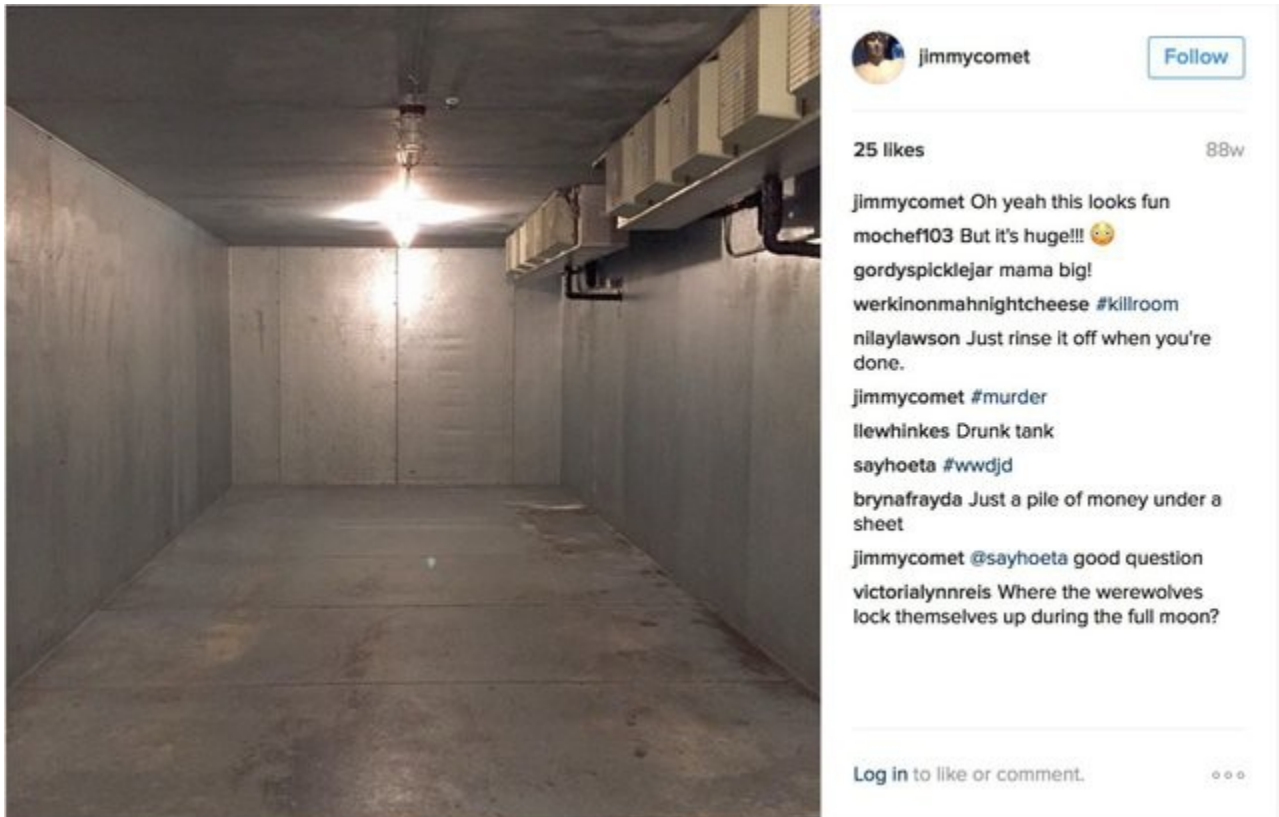 jimmycomet
Follow
25 likes
88w
jimmycomet Oh yeah this looks fun
mochef103 But it's huge!!! 😳
gordyspicklejar mama big!
werkinonmahnightcheese #killroom
nilaylawson Just rinse it off when you're
done.
jimmycomet #murder
llewhinkes Drunk tank
sayhoeta #wwdjd
brynafrayda Just a pile of money under a
sheet
jimmycomet @sayhoeta good question
victorialynnreis Where the werewolves
lock themselves up during the full moon?
Log in to like or comment.